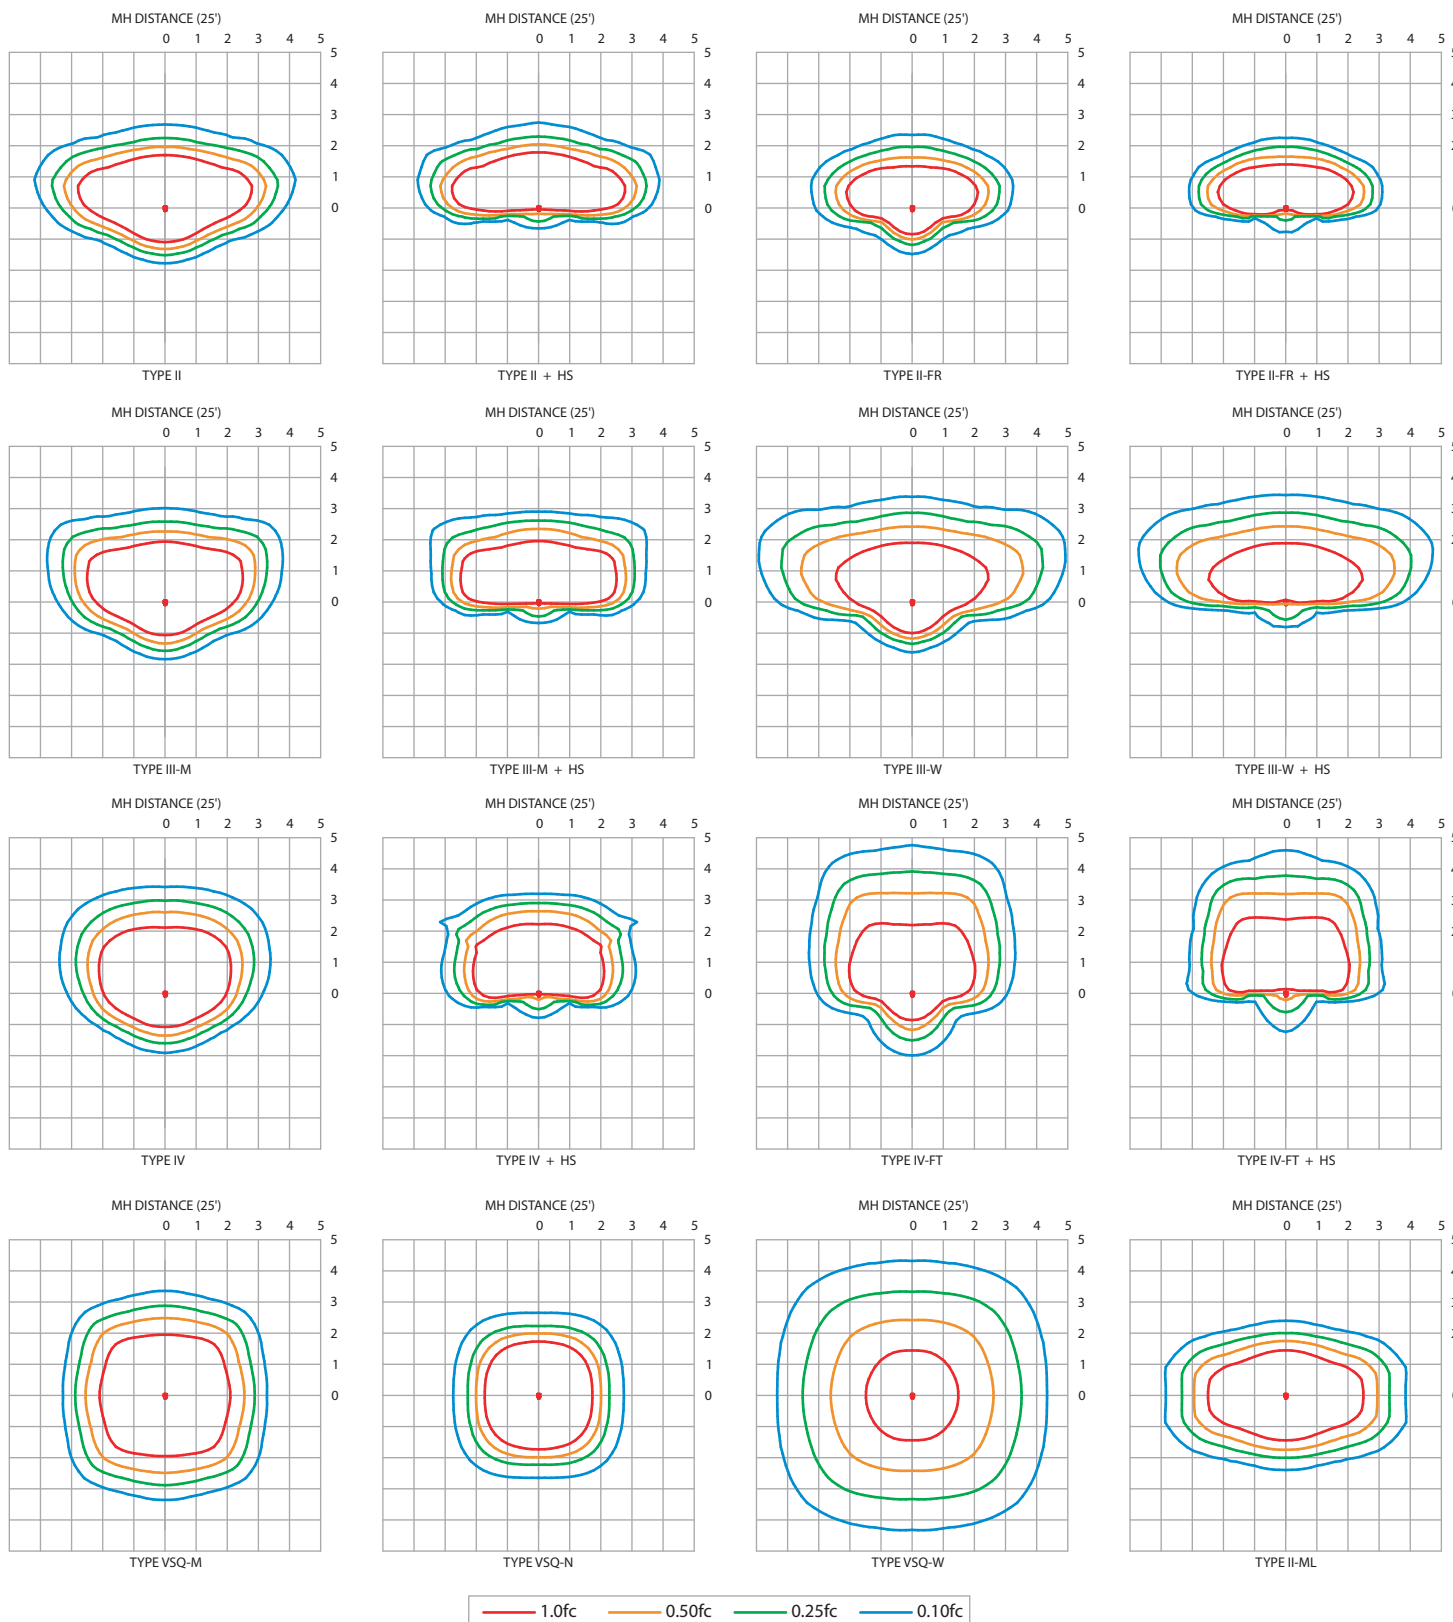 MH DISTANCE (25') MH DISTANCE (25') MH DISTANCE (25') MH DISTANCE (25')
0 1 2 3 4 5 0 1 2 3 4 5 0 1 2 3 4 5 0 1 2 3 4 5
5 5 5
4 4 4
3 3 3
2 2 2
1 1 1
0 0 0
TYPE II TYPE II + HS TYPE II-FR TYPE II-FR + HS
MH DISTANCE (25') MH DISTANCE (25') MH DISTANCE (25') MH DISTANCE (25')
0 1 2 3 4 5 0 1 2 3 4 5 0 1 2 3 4 5 0 1 2 3 4 5
5 5 5
4 4 4
3 3 3
2 2 2
1 1 1
0 0 0
TYPE III-M TYPE III-M + HS TYPE III-W TYPE III-W + HS
MH DISTANCE (25') MH DISTANCE (25') MH DISTANCE (25') MH DISTANCE (25')
0 1 2 3 4 5 0 1 2 3 4 5 0 1 2 3 4 5 0 1 2 3 4 5
5 5 5
4 4 4
3 3 3
2 2 2
1 1 1
0 0 0
TYPE IV TYPE IV + HS TYPE IV-FT TYPE IV-FT + HS
MH DISTANCE (25') MH DISTANCE (25') MH DISTANCE (25') MH DISTANCE (25')
0 1 2 3 4 5 0 1 2 3 4 5 0 1 2 3 4 5 0 1 2 3 4 5
5 5 5
4 4 4
3 3 3
2 2 2
1 1 1
0 0 0
TYPE VSQ-M TYPE VSQ-N TYPE VSQ-W TYPE II-ML
1.0fc 0.50fc 0.25fc 0.10fc